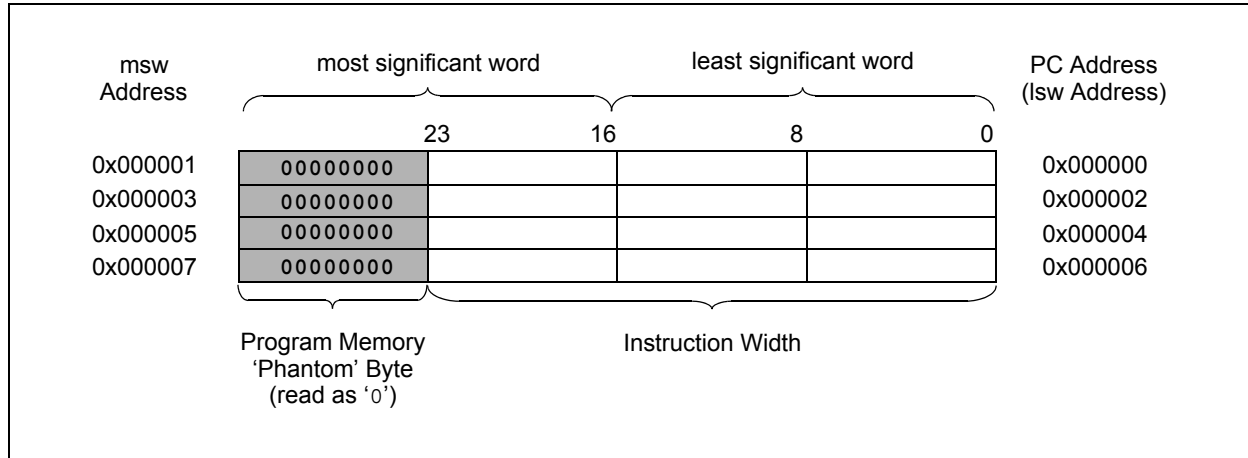 msw
Address
most significant word
least significant word
PC Address
(lsw Address)
23 16 8 0
0x000001 00000000 0x000000
0x000003 00000000 0x000002
0x000005 00000000 0x000004
0x000007 00000000 0x000006
Program Memory
‘Phantom’ Byte
(read as ‘0’)
Instruction Width